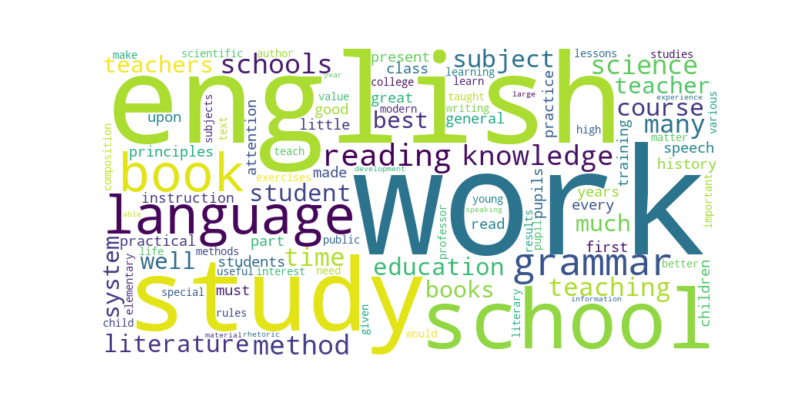 make scientific author present subject lessons studies
teachers schools class learning science
english
college learn teacher
year large experience
value great taught writing practice
upon subjects text attention good modern best general high course many various
little
composition principles teach reading knowledge training matter speech
history
book exercises made development
instruction student young pupils years every important
able language work speaking read much
practical part public professor results pupil first
system elementary life methods time grammar better
well students education
useful interest need teaching children
special must study books information
child rules given school literary
material rhetoric would
literature method